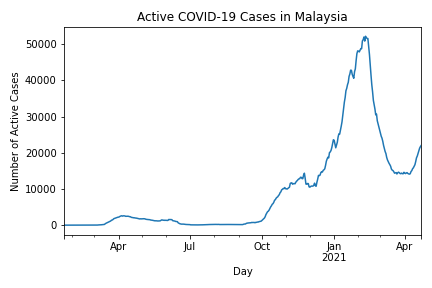 Active COVID-19 Cases in Malaysia
Number of Active Cases
50000
40000
30000
20000
10000
0
Apr
Jul
Oct
Jan
2021
Apr
Day